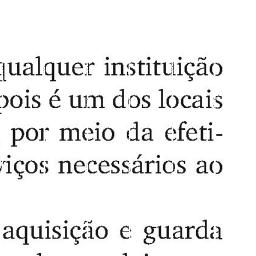 qualquer instituição
pois é um dos locais
por meio da efeti-
viços necessários ao
aquisição e guarda